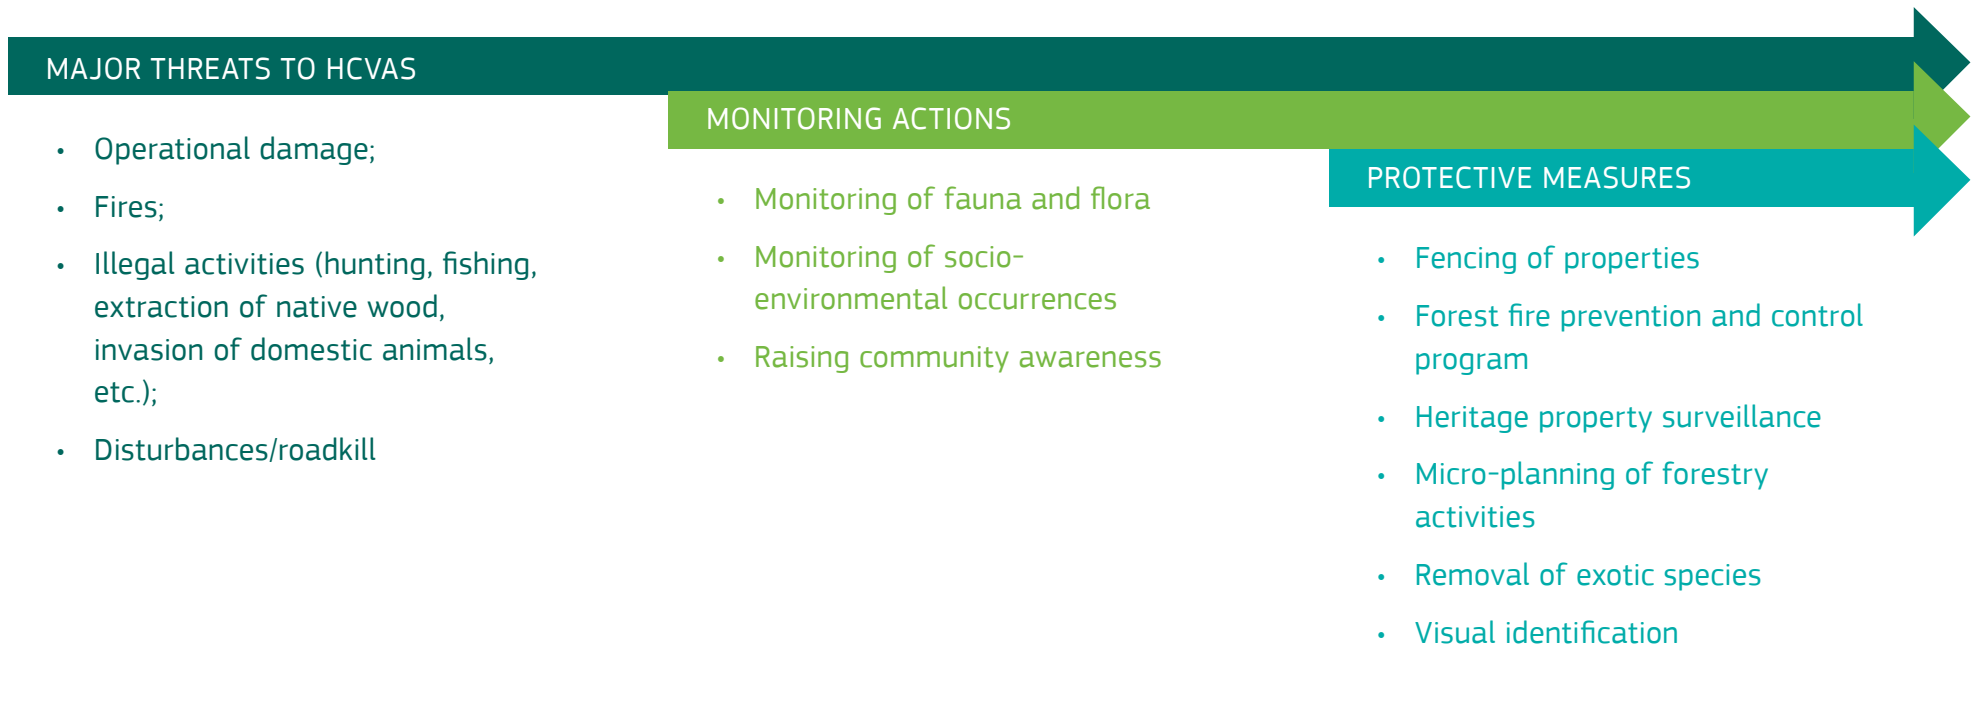 MAJOR THREATS TO HCVAS
• Operational damage;
• Fires;
• Illegal activities (hunting, fishing,
extraction of native wood,
invasion of domestic animals,
etc.);
• Disturbances/roadkill
MONITORING ACTIONS
• Monitoring of fauna and flora
• Monitoring of socio-
environmental occurrences
• Raising community awareness
PROTECTIVE MEASURES
• Fencing of properties
• Forest fire prevention and control
program
• Heritage property surveillance
• Micro-planning of forestry
activities
• Removal of exotic species
• Visual identification